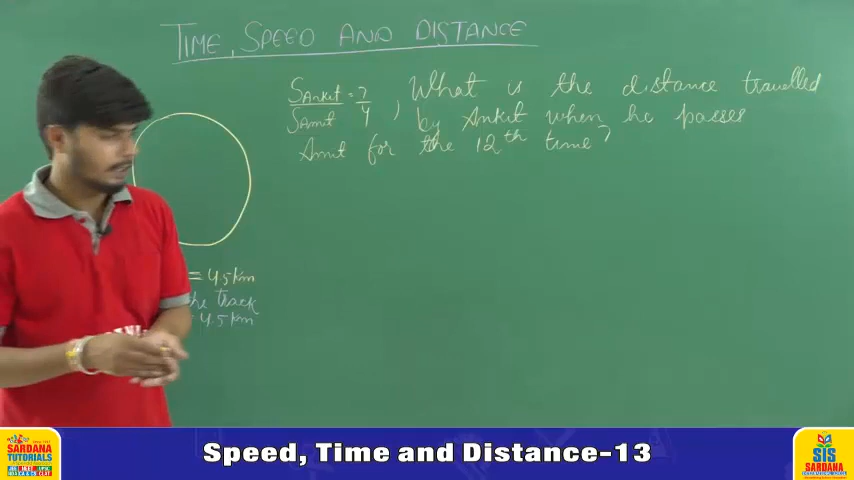 TIME, SPEED AND DISTANCE
S Ankit = 7 What is the distance travelled
S Amit 4 , by Ankit when he passes
Amit for the 12th time?
= 4.5 km
the track
4.5 km
Speed, Time and Distance-13
SARDANA
TUTORIALS
SIS
SARDANA